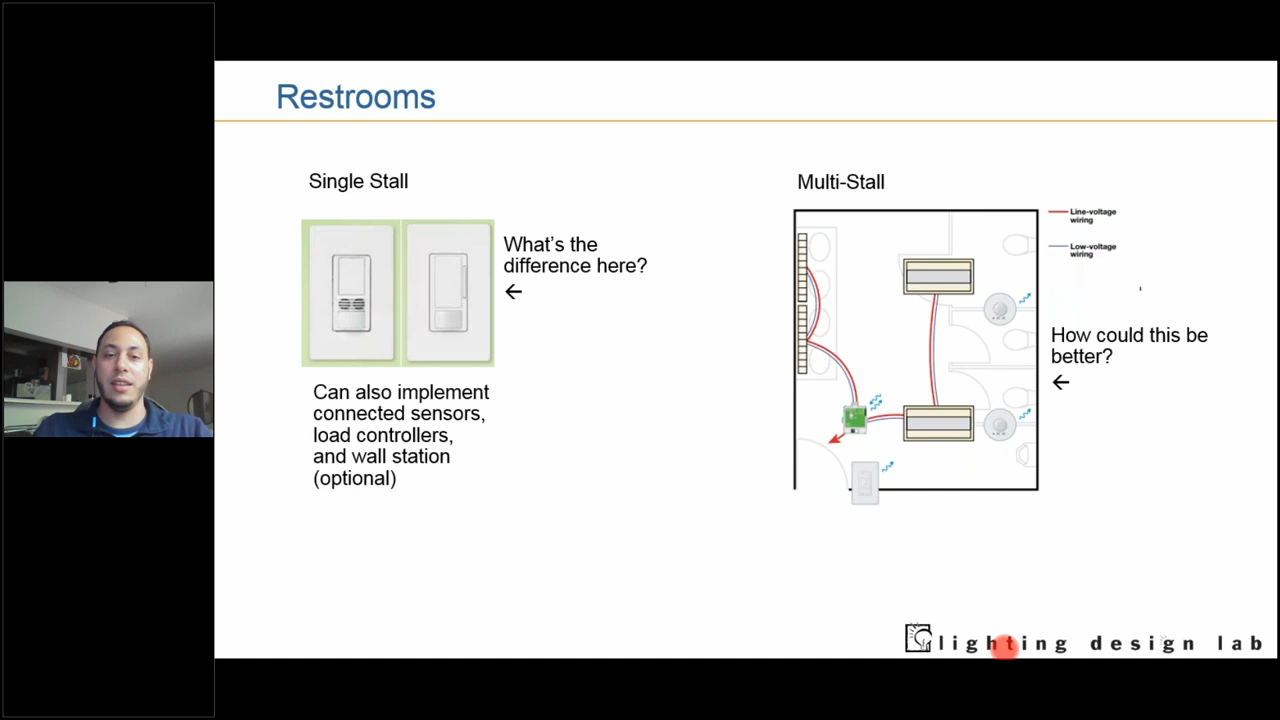 Restrooms
Single Stall
What’s the
difference here?
←
Can also implement
connected sensors,
load controllers,
and wall station
(optional)
Multi-Stall
Line-voltage
wiring
Low-voltage
wiring
How could this be
better?
←
lighting design lab